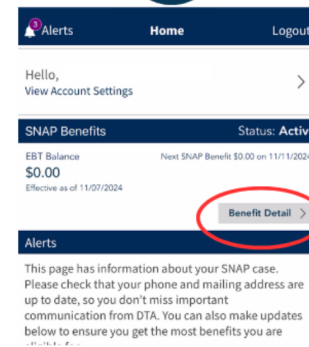 3
Alerts Home Logout
Hello,
View Account Settings
SNAP Benefits Status: Activ
EBT Balance Next SNAP Benefit $0.00 on 11/11/2024
$0.00
Effective as of 11/07/2024
Benefit Detail
Alerts
This page has information about your SNAP case.
Please check that your phone and mailing address are
up to date, so you don't miss important
communication from DTA. You can also make updates
below to ensure you get the most benefits you are